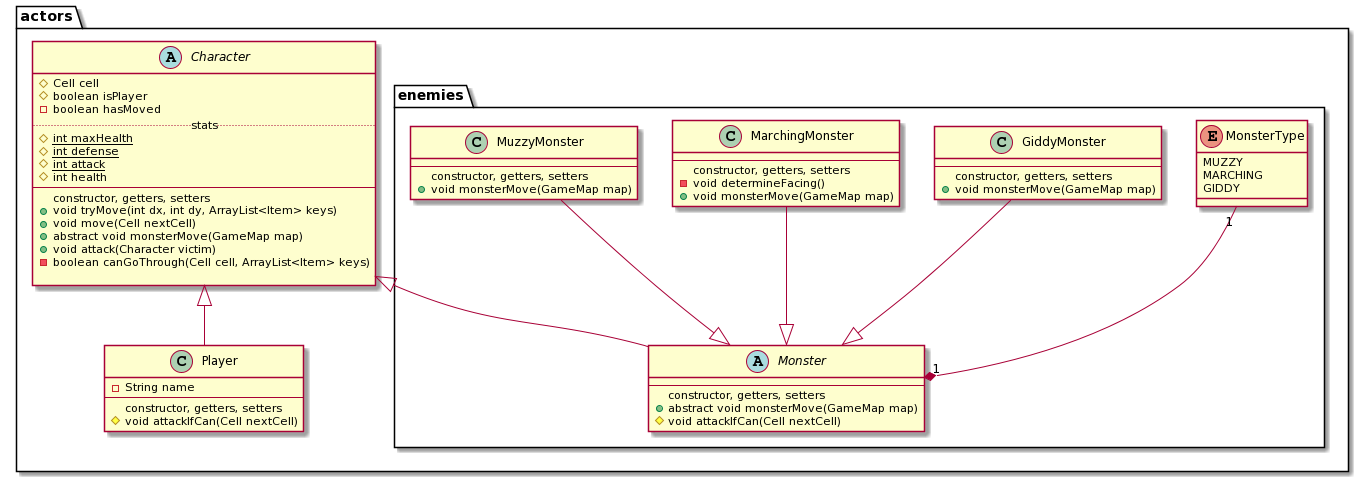 actors
A Character
Cell cell
boolean isPlayer
boolean hasMoved
stats
int maxHealth
int defense
int attack
int health
constructor, getters, setters
void tryMove(int dx, int dy, ArrayList<Item> keys)
void move(Cell nextCell)
abstract void monsterMove(GameMap map)
void attack(Character victim)
boolean canGoThrough(Cell cell, ArrayList<Item> keys)
C Player
String name
constructor, getters, setters
void attackIfCan(Cell nextCell)
enemies
C MuzzyMonster
constructor, getters, setters
void monsterMove(GameMap map)
C MarchingMonster
constructor, getters, setters
void determineFacing()
void monsterMove(GameMap map)
C GiddyMonster
constructor, getters, setters
void monsterMove(GameMap map)
E MonsterType
MUZZY
MARCHING
GIDDY
1
1
A Monster
constructor, getters, setters
abstract void monsterMove(GameMap map)
void attackIfCan(Cell nextCell)